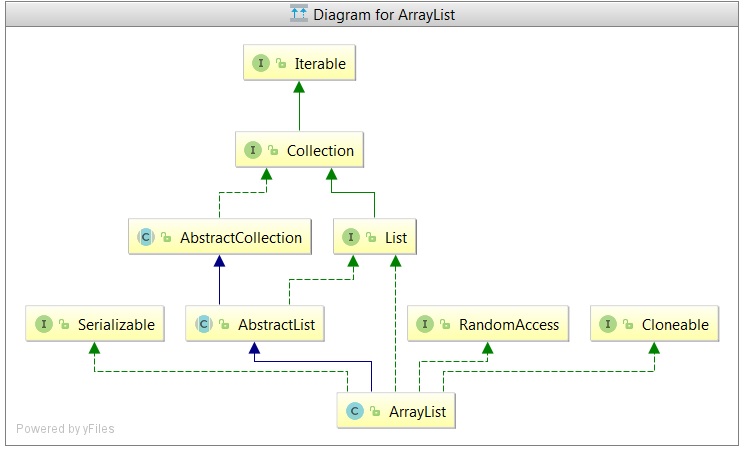 Diagram for ArrayList
I Iterable
I Collection
C AbstractCollection
I List
I Serializable
C AbstractList
I RandomAccess
I Cloneable
C ArrayList
Powered by yFiles